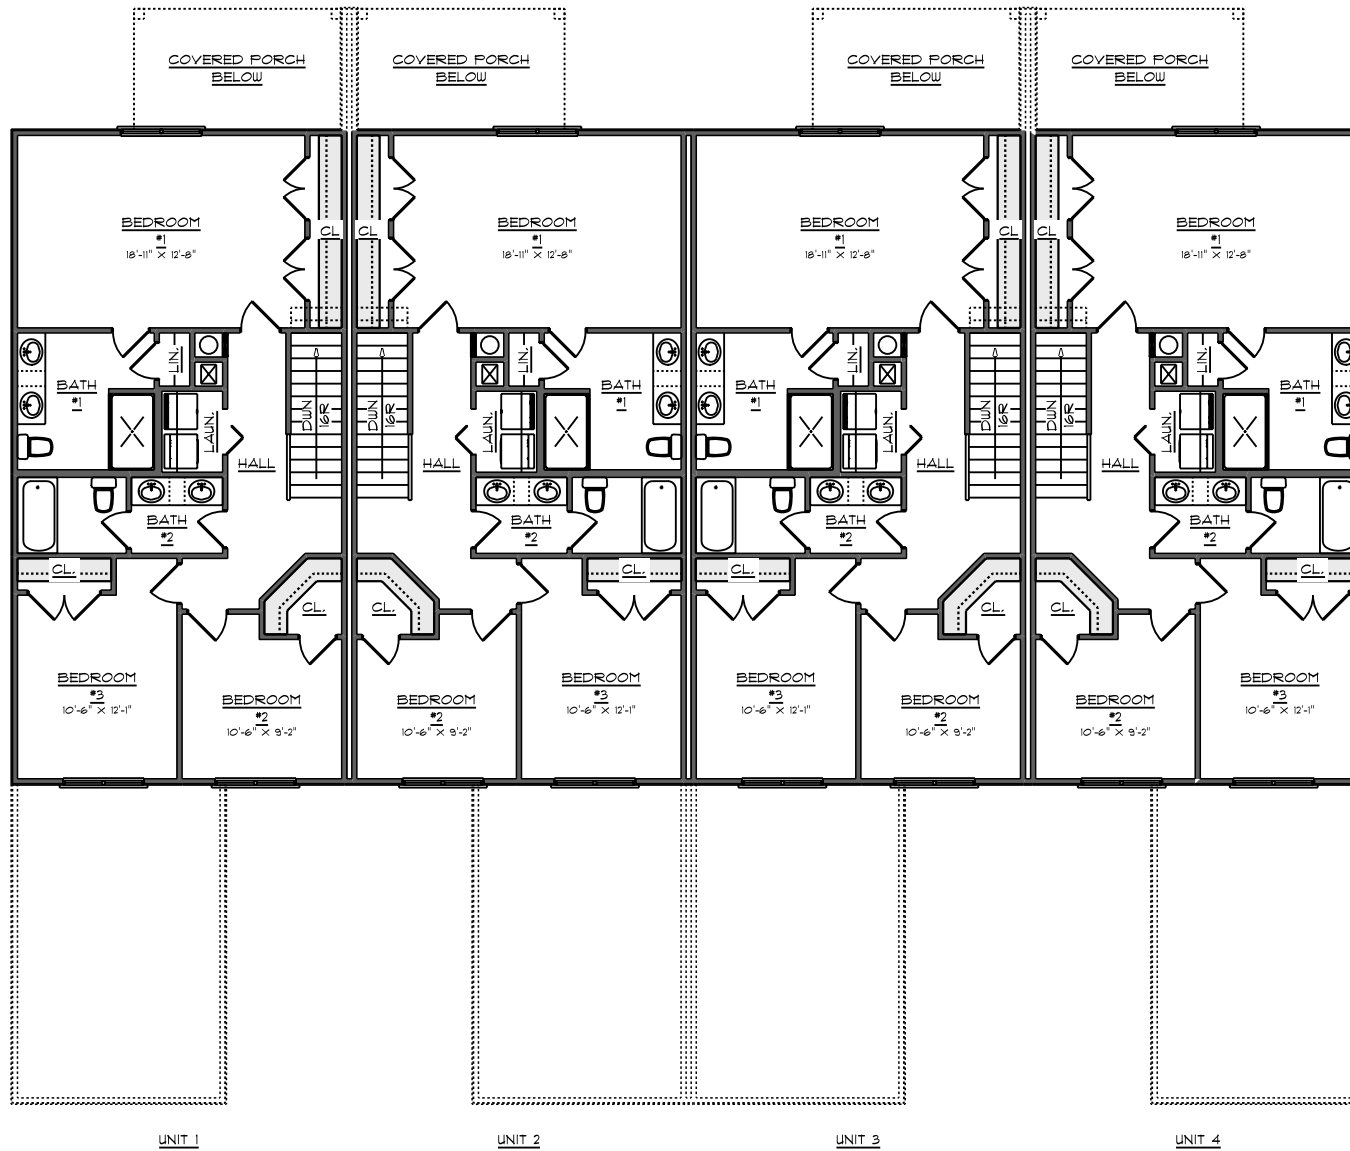 COVERED PORCH
BELOW
COVERED PORCH
BELOW
COVERED PORCH
BELOW
COVERED PORCH
BELOW
BEDROOM
#1
18'-11" X 12'-8"
CL
CL
BEDROOM
#1
18'-11" X 12'-8"
BEDROOM
#1
18'-11" X 12'-8"
CL
CL
BEDROOM
#1
18'-11" X 12'-8"
BATH
#1
LIN.
LAUN.
HALL
DWN
16R
DWN
16R
HALL
LAUN.
LIN.
BATH
#1
BATH
#1
LIN.
LAUN.
HALL
DWN
16R
DWN
16R
HALL
LAUN.
LIN.
BATH
#1
BATH
#2
BATH
#2
BATH
#2
BATH
#2
CL.
CL.
CL.
CL.
CL.
CL.
CL.
CL.
BEDROOM
#3
10'-6" X 12'-1"
BEDROOM
#2
10'-6" X 9'-2"
BEDROOM
#2
10'-6" X 9'-2"
BEDROOM
#3
10'-6" X 12'-1"
BEDROOM
#3
10'-6" X 12'-1"
BEDROOM
#2
10'-6" X 9'-2"
BEDROOM
#2
10'-6" X 9'-2"
BEDROOM
#3
10'-6" X 12'-1"
UNIT 1
UNIT 2
UNIT 3
UNIT 4